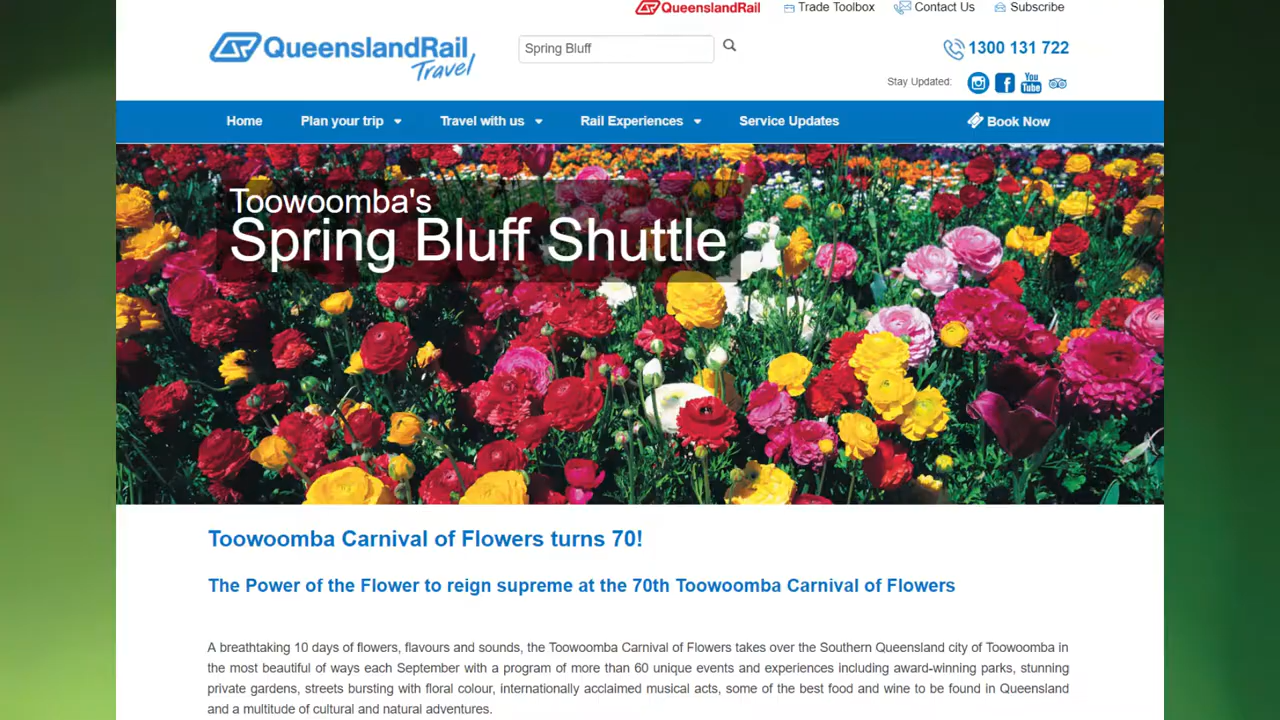 QueenslandRail
Trade Toolbox
Contact Us
Subscribe
QueenslandRail
Travel
Spring Bluff
1300 131 722
Stay Updated:
You
Tube
Home
Plan your trip
Travel with us
Rail Experiences
Service Updates
Book Now
Toowoomba's
Spring Bluff Shuttle
Toowoomba Carnival of Flowers turns 70!
The Power of the Flower to reign supreme at the 70th Toowoomba Carnival of Flowers
A breathtaking 10 days of flowers, flavours and sounds, the Toowoomba Carnival of Flowers takes over the Southern Queensland city of Toowoomba in
the most beautiful of ways each September with a program of more than 60 unique events and experiences including award-winning parks, stunning
private gardens, streets bursting with floral colour, internationally acclaimed musical acts, some of the best food and wine to be found in Queensland
and a multitude of cultural and natural adventures.